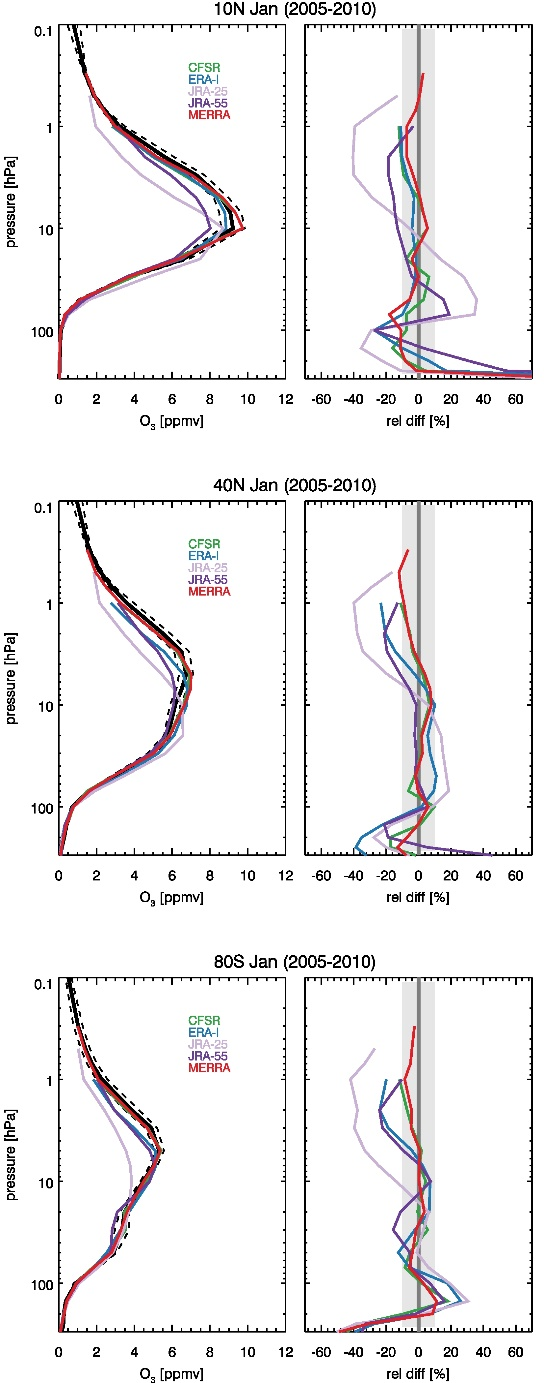 10N Jan (2005-2010)
0.1
1
10
100
pressure [hPa]
CFSR
ERA-I
JRA-25
JRA-55
MERRA
0 2 4 6 8 10 12
O3 [ppmv]
-60 -40 -20 0 20 40 60
rel diff [%]
40N Jan (2005-2010)
0.1
1
10
100
pressure [hPa]
CFSR
ERA-I
JRA-25
JRA-55
MERRA
0 2 4 6 8 10 12
O3 [ppmv]
-60 -40 -20 0 20 40 60
rel diff [%]
80S Jan (2005-2010)
0.1
1
10
100
pressure [hPa]
CFSR
ERA-I
JRA-25
JRA-55
MERRA
0 2 4 6 8 10 12
O3 [ppmv]
-60 -40 -20 0 20 40 60
rel diff [%]